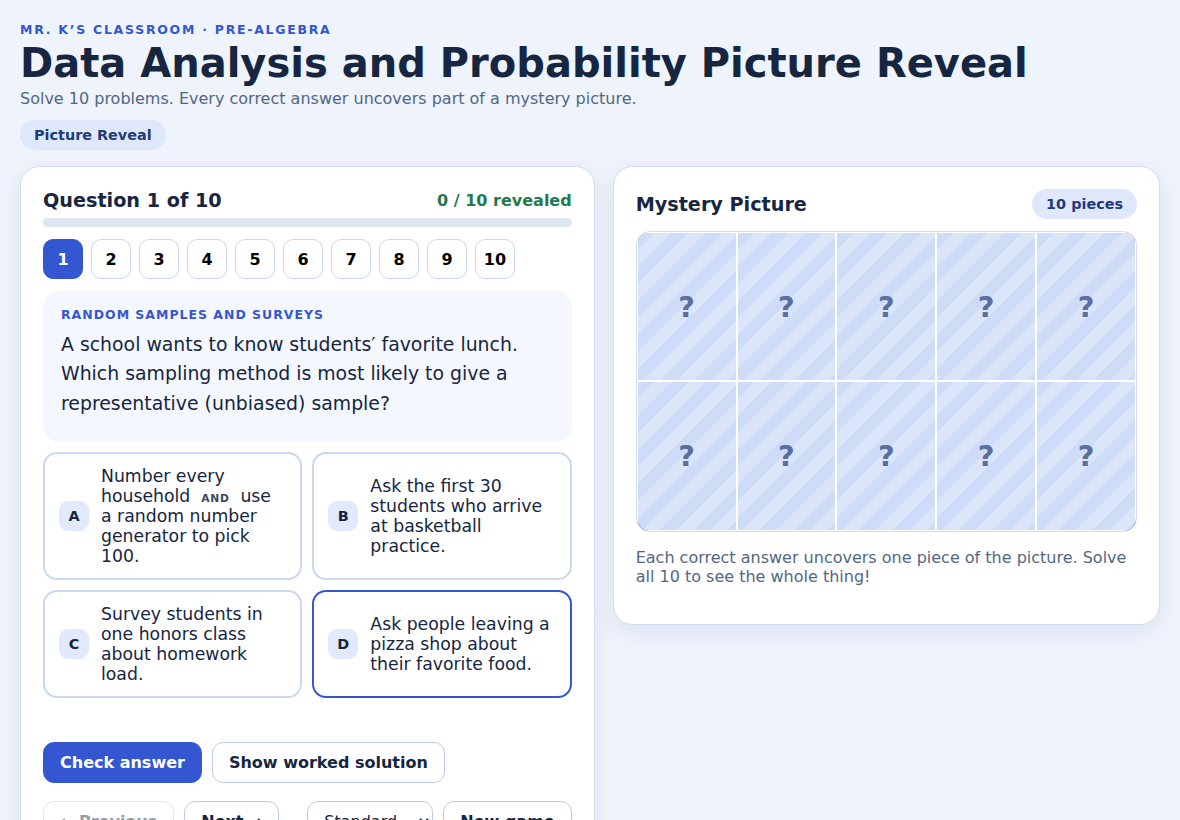 MR. K’S CLASSROOM · PRE-ALGEBRA
Data Analysis and Probability Picture Reveal
Solve 10 problems. Every correct answer uncovers part of a mystery picture.
Picture Reveal
Question 1 of 10
0 / 10 revealed
1 2 3 4 5 6 7 8 9 10
RANDOM SAMPLES AND SURVEYS
A school wants to know students′ favorite lunch.
Which sampling method is most likely to give a
representative (unbiased) sample?
A
Number every
household AND use
a random number
generator to pick
100.
B
Ask the first 30
students who arrive
at basketball
practice.
C
Survey students in
one honors class
about homework
load.
D
Ask people leaving a
pizza shop about
their favorite food.
Check answer
Show worked solution
Previous
Next
Standard
New game
Mystery Picture
10 pieces
? ? ? ? ?
? ? ? ? ?
Each correct answer uncovers one piece of the picture. Solve
all 10 to see the whole thing!